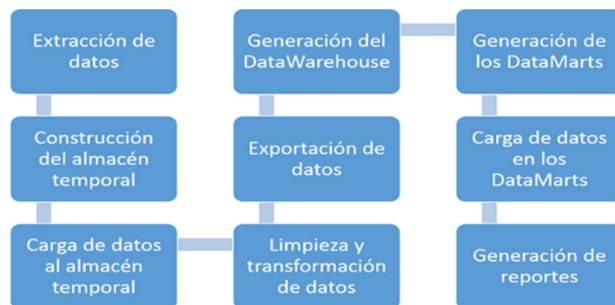 Extracción de
datos
Construcción
del almacén
temporal
Carga de datos
al almacén
temporal
Limpieza y
transformación
de datos
Exportación de
datos
Generación del
DataWarehouse
Generación de
los DataMarts
Carga de datos
en los
DataMarts
Generación de
reportes